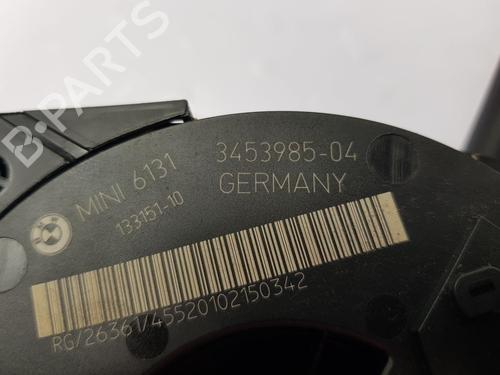 B-PARTS
MINI 6131
133151-10
3453985-04
GERMANY
RG/26361/45520102150342